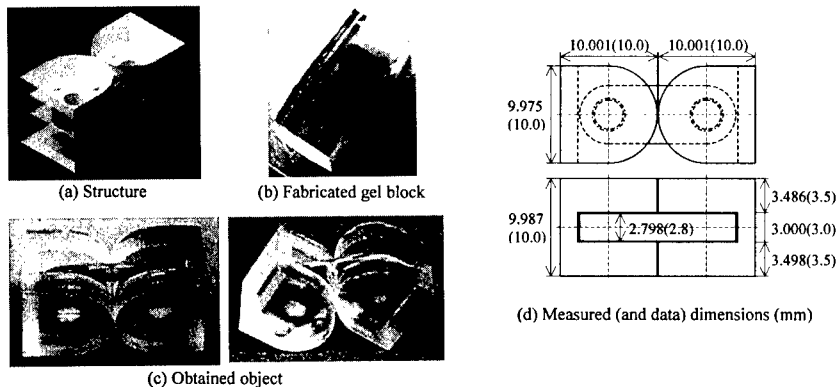 (a) Structure
(b) Fabricated gel block
(c) Obtained object
10.001(10.0) 10.001(10.0)
9.975
(10.0)
9.987
(10.0)
2.798(2.8)
3.486(3.5)
3.000(3.0)
3.498(3.5)
(d) Measured (and data) dimensions (mm)